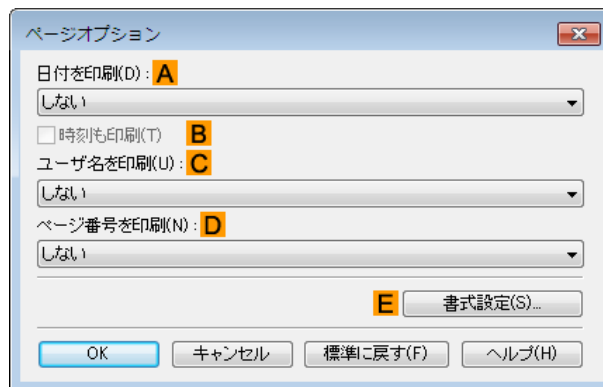 ページオプション
日付を印刷(D) : A
しない
時刻も印刷(T) B
ユーザ名を印刷(U) : C
しない
ページ番号を印刷(N) : D
しない
E 書式設定(S)...
OK キャンセル 標準に戻す(F) ヘルプ(H)